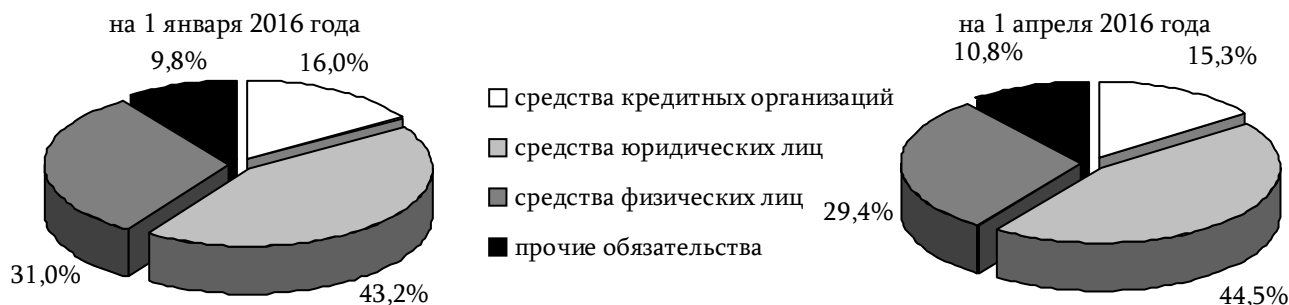 на 1 января 2016 года
9,8%
16,0%
31,0%
43,2%
средства кредитных организаций
средства юридических лиц
средства физических лиц
прочие обязательства
на 1 апреля 2016 года
10,8%
15,3%
29,4%
44,5%